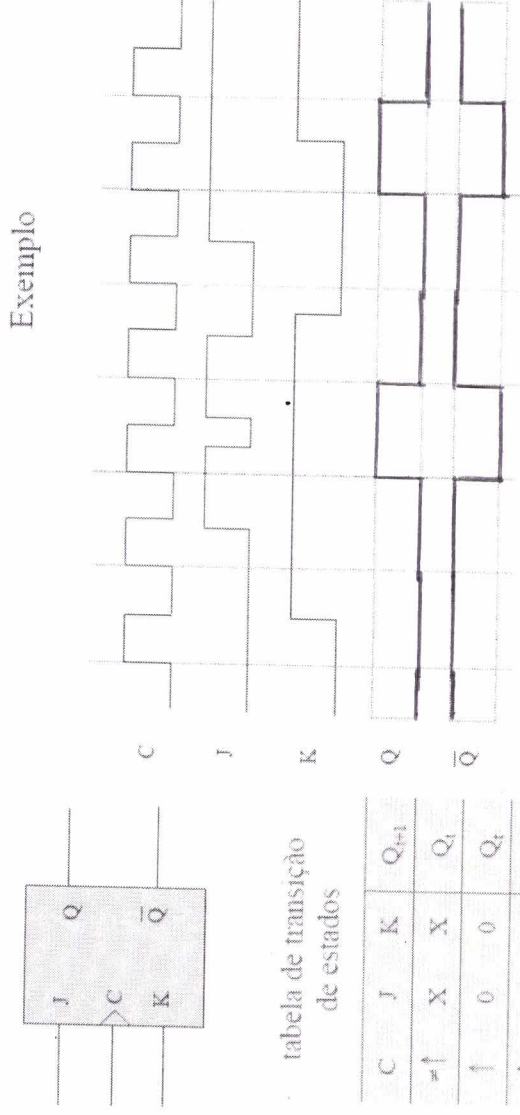 Exemplo
J Q
C
K Q̅
C
J
K
Q
Q̅
tabela de transição
de estados
C J K Qt+1
≠↑ X X Qt
↑ 0 0 Qt